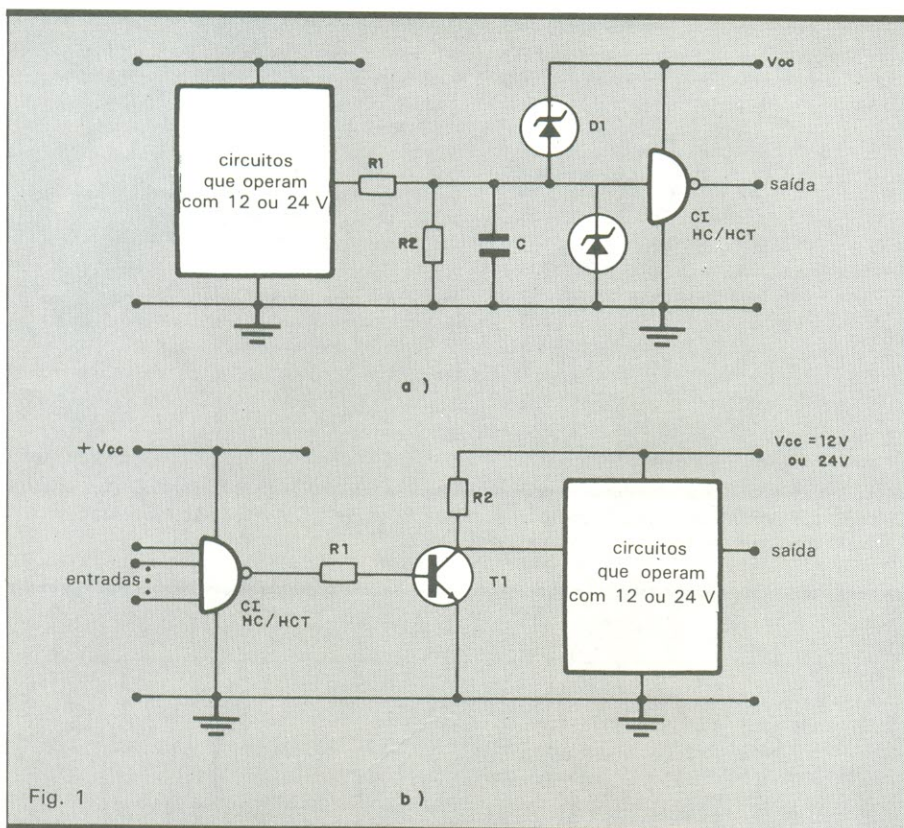 Vcc
D1
circuitos
que operam
com 12 ou 24 V
R1
R2
C
saída
CI
HC/HCT
a )
+ Vcc
Vcc = 12V
ou 24V
R2
R1
T1
entradas
CI
HC/HCT
circuitos
que operam
com 12 ou 24 V
saída
Fig. 1
b )